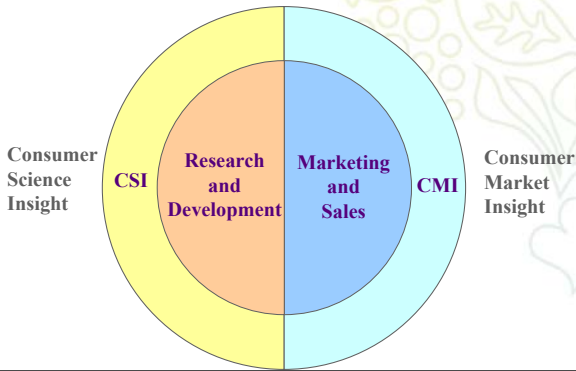 Consumer
Science
Insight
CSI
Research
and
Development
Marketing
and
Sales
CMI
Consumer
Market
Insight